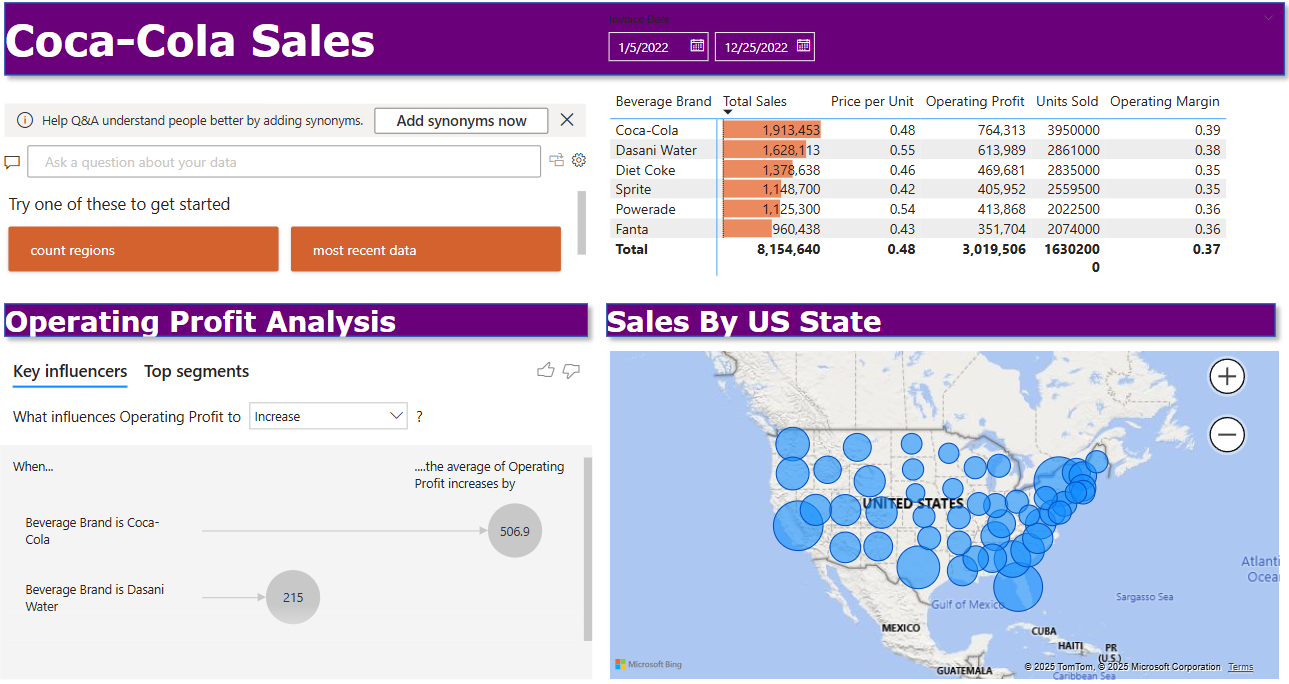 Coca-Cola Sales
Invoice Date
1/5/2022 12/25/2022
Help Q&A understand people better by adding synonyms. Add synonyms now
Ask a question about your data
Try one of these to get started
count regions most recent data
Beverage Brand Total Sales Price per Unit Operating Profit Units Sold Operating Margin
Coca-Cola 1,913,453 0.48 764,313 3950000 0.39
Dasani Water 1,628,113 0.55 613,989 2861000 0.38
Diet Coke 1,378,638 0.46 469,681 2835000 0.35
Sprite 1,148,700 0.42 405,952 2559500 0.35
Powerade 1,125,300 0.54 413,868 2022500 0.36
Fanta 960,438 0.43 351,704 2074000 0.36
Total 8,154,640 0.48 3,019,506 1630200 0.37
0
Operating Profit Analysis
Key influencers Top segments
What influences Operating Profit to Increase ?
When...
....the average of Operating
Profit increases by
Beverage Brand is Coca-
Cola
506.9
Beverage Brand is Dasani
Water
215
Sales By US State
UNITED STATES
Atlanti
Ocea
Sargasso Sea
Gulf of Mexico
MEXICO
CUBA
HAITI
PR
(U.S.)
GUATEMALA
Caribbean Sea
Microsoft Bing
© 2025 TomTom, © 2025 Microsoft Corporation Terms